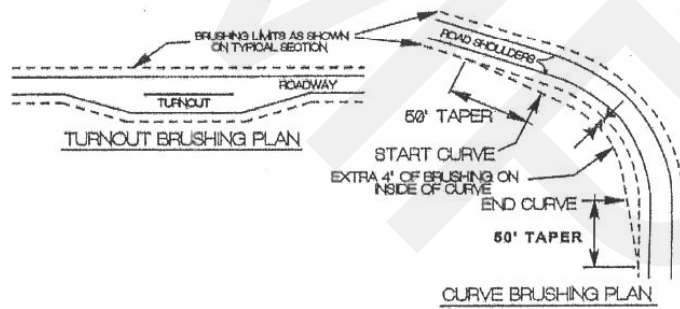 BRUSHING LIMITS AS SHOWN
ON TYPICAL SECTION
ROADWAY
TURNOUT
TURNOUT BRUSHING PLAN
ROAD SHOULDERS
50' TAPER
START CURVE
EXTRA 4' OF BRUSHING ON
INSIDE OF CURVE
4'
END CURVE
50' TAPER
CURVE BRUSHING PLAN